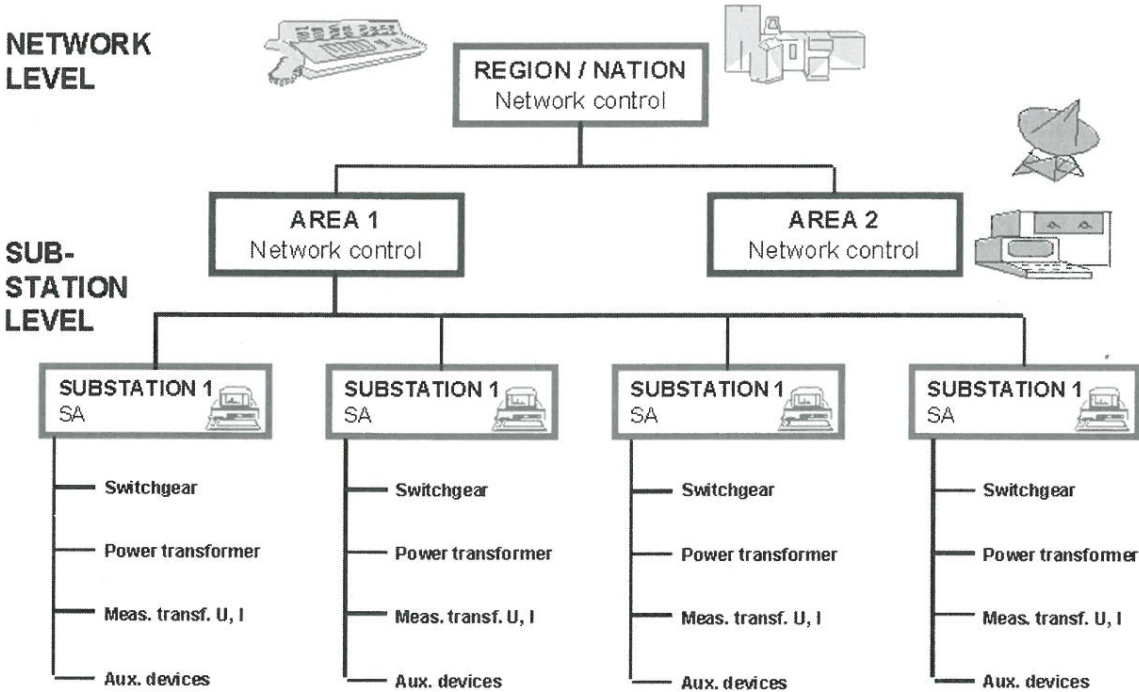 NETWORK
LEVEL
REGION / NATION
Network control
AREA 1
Network control
AREA 2
Network control
SUB-
STATION
LEVEL
SUBSTATION 1
SA
Switchgear
Power transformer
Meas. transf. U, I
Aux. devices
SUBSTATION 1
SA
Switchgear
Power transformer
Meas. transf. U, I
Aux. devices
SUBSTATION 1
SA
Switchgear
Power transformer
Meas. transf. U, I
Aux. devices
SUBSTATION 1
SA
Switchgear
Power transformer
Meas. transf. U, I
Aux. devices